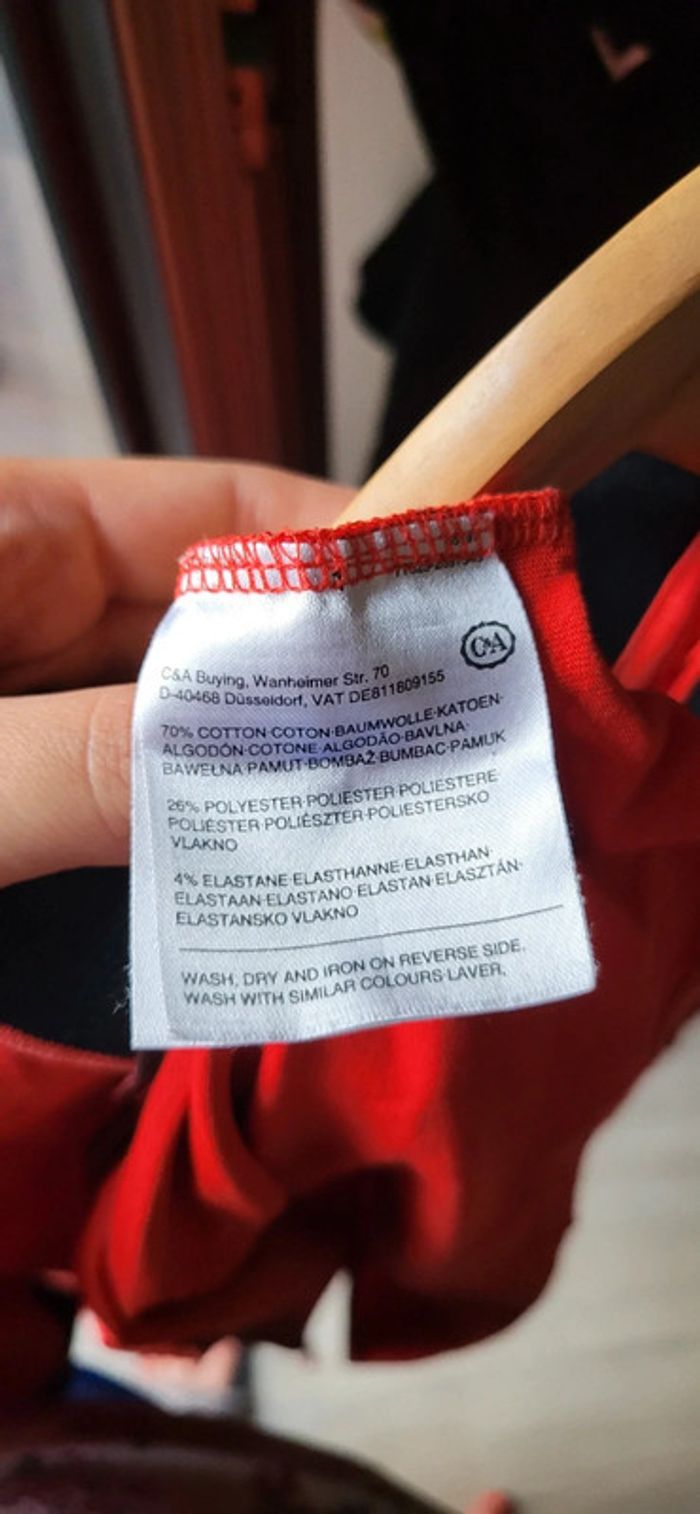 C&A
C&A Buying, Wanheimer Str. 70
D-40468 Düsseldorf, VAT DE811609155
70% COTTON·COTON·BAUMWOLLE·KATOEN·
ALGODÓN·COTONE·ALGODÃO·BAVLNA·
BAWEŁNA·PAMUT·BOMBAŽ·BUMBAC·PAMUK
26% POLYESTER·POLIESTER·POLIESTERE·
POLIÉSTER·POLIÉSZTER·POLIESTERSKO
VLAKNO
4% ELASTANE·ELASTHANNE·ELASTHAN·
ELASTAAN·ELASTANO·ELASTAN·ELASZTÁN·
ELASTANSKO VLAKNO
WASH, DRY AND IRON ON REVERSE SIDE.
WASH WITH SIMILAR COLOURS·LAVER,